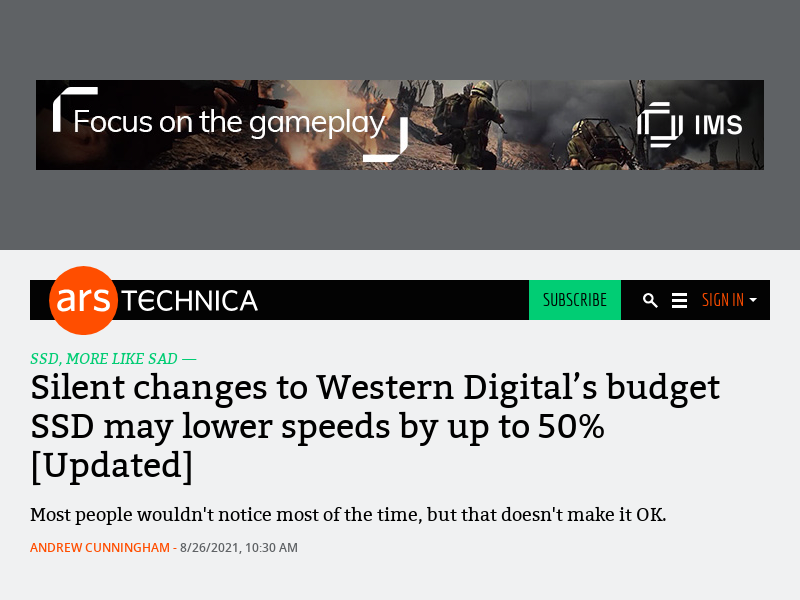 Focus on the gameplay
IMS
ars TECHNICA
SUBSCRIBE
SIGN IN
SSD, MORE LIKE SAD —
Silent changes to Western Digital’s budget
SSD may lower speeds by up to 50%
[Updated]
Most people wouldn't notice most of the time, but that doesn't make it OK.
ANDREW CUNNINGHAM - 8/26/2021, 10:30 AM